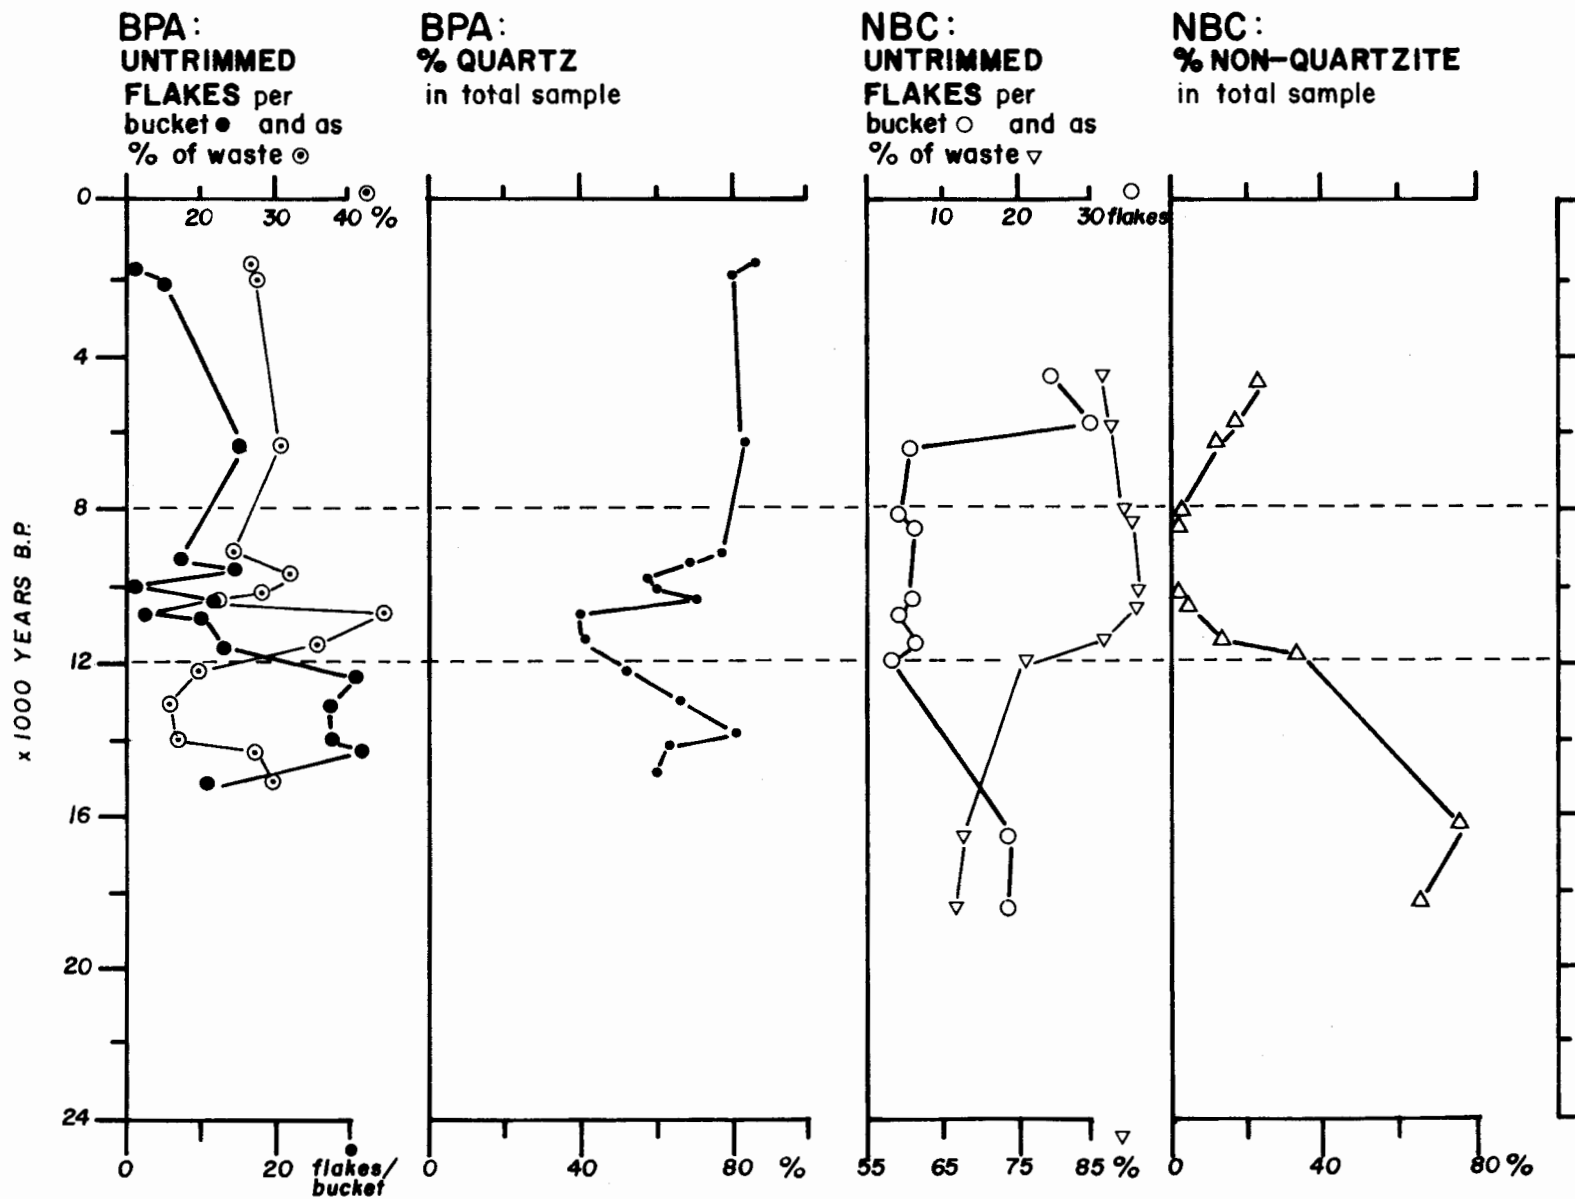 BPA:
UNTRIMMED
FLAKES per
bucket ● and as
% of waste ⊙
BPA:
% QUARTZ
in total sample
NBC:
UNTRIMMED
FLAKES per
bucket ○ and as
% of waste ▽
NBC:
% NON-QUARTZITE
in total sample
20 30 40 %
10 20 30 flakes
x 1000 YEARS B.P.
0
4
8
12
16
20
24
0 20 flakes/
bucket
0 40 80 %
55 65 75 85 %
0 40 80 %